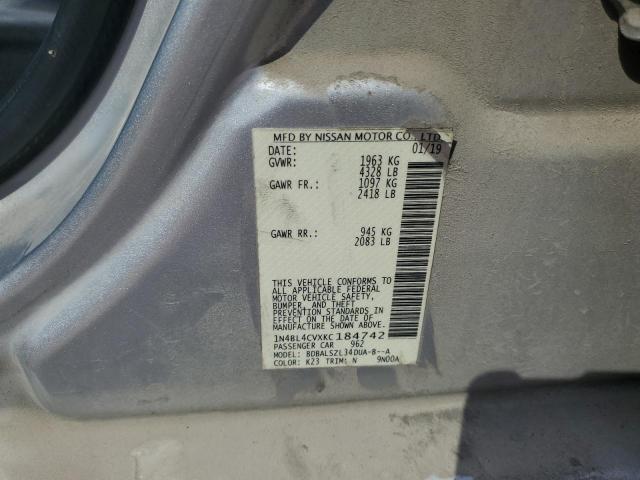 MFD BY NISSAN MOTOR CO., LTD
DATE: 01/19
GVWR: 1963 KG
4328 LB
GAWR FR.: 1097 KG
2418 LB
GAWR RR.: 945 KG
2083 LB
THIS VEHICLE CONFORMS TO
ALL APPLICABLE FEDERAL
MOTOR VEHICLE SAFETY,
BUMPER, AND THEFT
PREVENTION STANDARDS IN
EFFECT ON THE DATE OF
MANUFACTURE SHOWN ABOVE.
1N4BL4CVXKC184742
PASSENGER CAR 962
MODEL: BDBALSZL34DUA-B--A
COLOR: K23 TRIM: N 9N00A